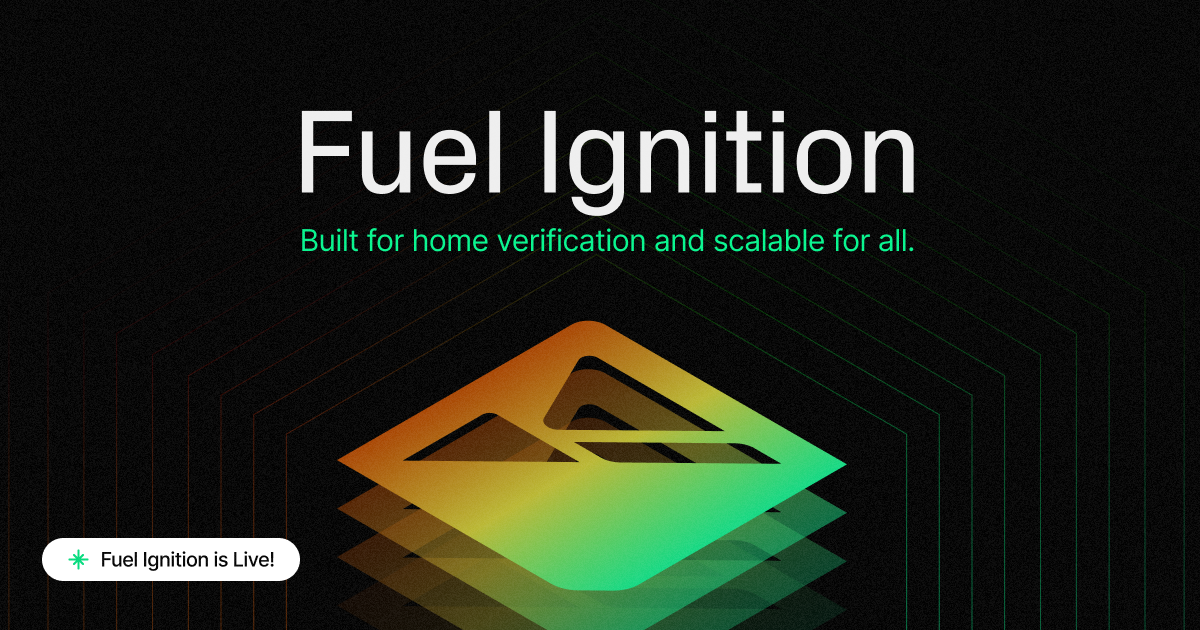 Fuel Ignition
Built for home verification and scalable for all.
Fuel Ignition is Live!